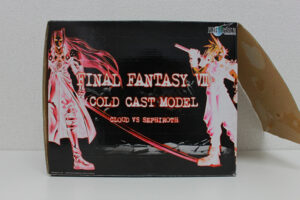 FINAL FANTASY VII
COLD CAST MODEL
CLOUD VS SEPHIROTH